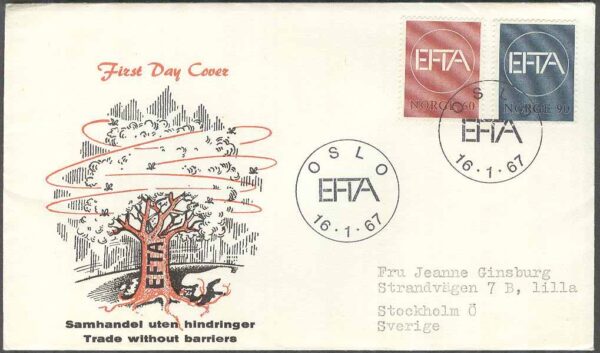 First Day Cover
EFTA
NORGE 60
EFTA
NORGE 90
OSLO
EFTA
16·1·67
OSLO
EFTA
16·1·67
EFTA
Samhandel uten hindringer
Trade without barriers
Fru Jeanne Ginsburg
Strandvägen 7 B, lilla
Stockholm Ö
Sverige